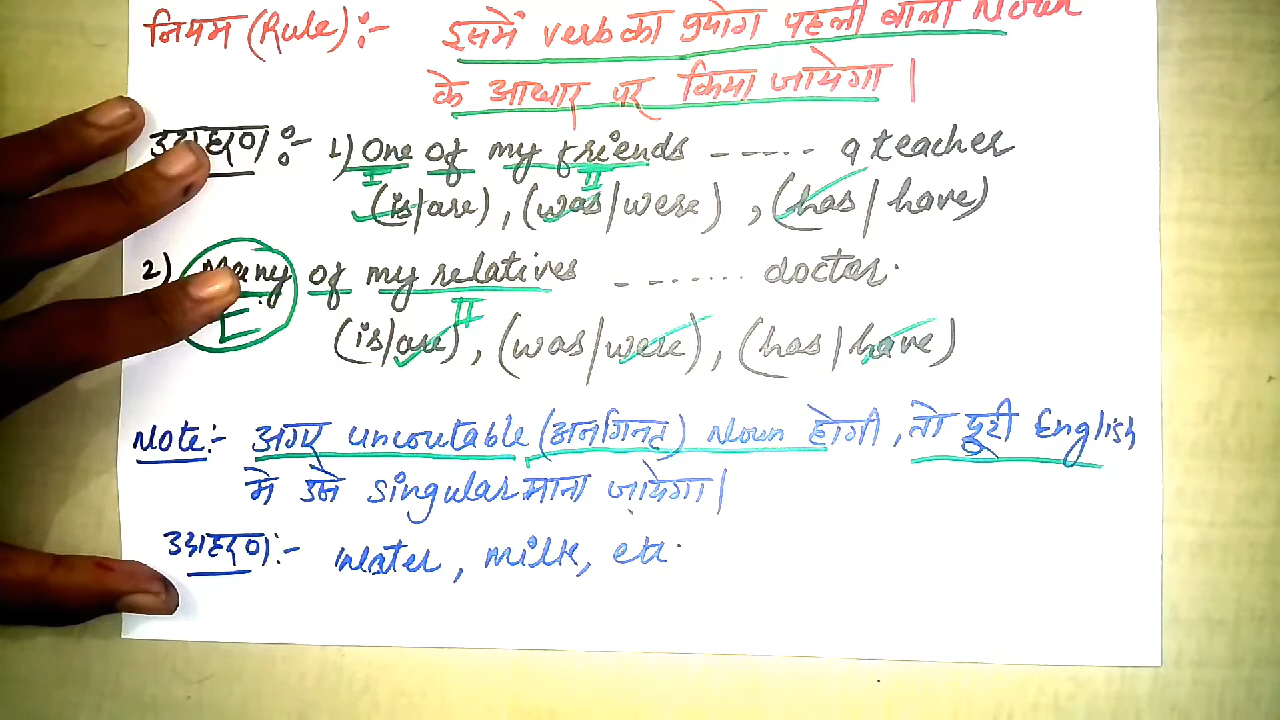 नियम (Rule) :- इसमें verb का प्रयोग पहली वाली Noun
के आधार पर किया जायेगा |
उदाहरण :- 1) One of my friends ----- a teacher
I II
(is/are), (was/were), (has/have)
2) Many of my relatives ------- doctor.
I II
(is/are), (was/were), (has/have)
Note:- अगर uncoutable (अनगिनत) Noun होगी, तो पूरी English
मे उसे singular माना जायेगा |
उदाहरण :- water, milk, etc.